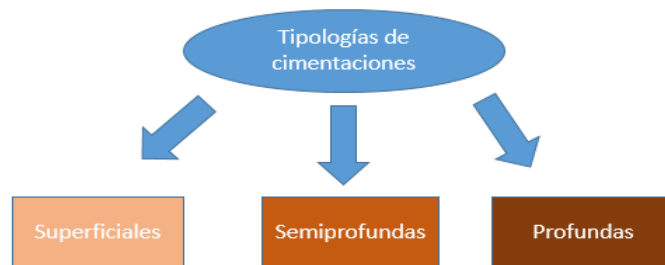 Tipologías de
cimentaciones
Superficiales
Semiprofundas
Profundas